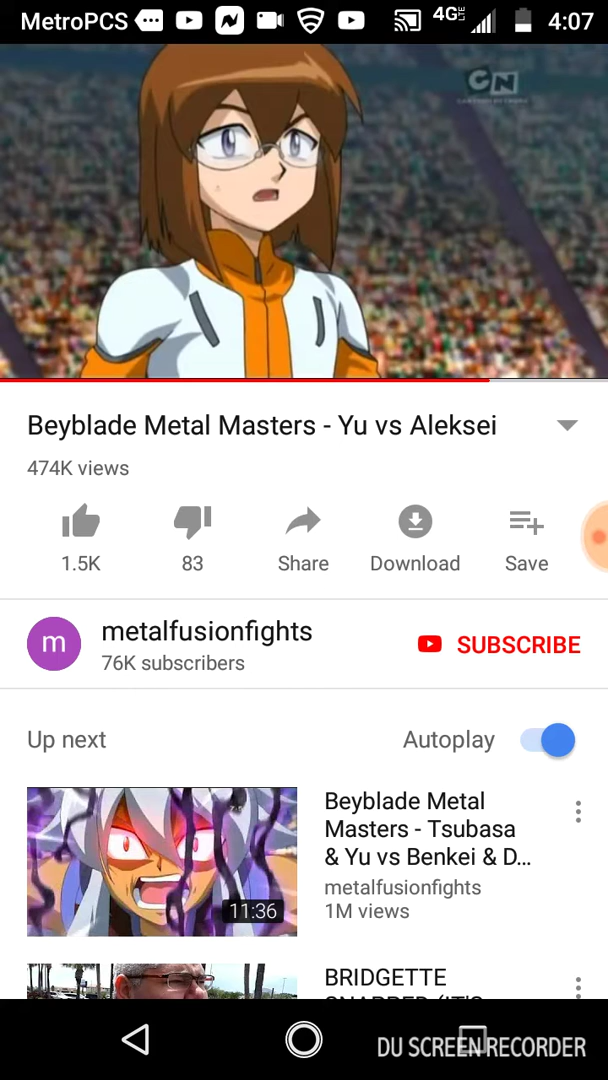 MetroPCS 4G LTE 4:07
CN
Beyblade Metal Masters - Yu vs Aleksei
474K views
1.5K 83 Share Download Save
m metalfusionfights SUBSCRIBE
76K subscribers
Up next Autoplay
Beyblade Metal
Masters - Tsubasa
& Yu vs Benkei & D...
metalfusionfights
1M views
11:36
BRIDGETTE
DU SCREEN RECORDER